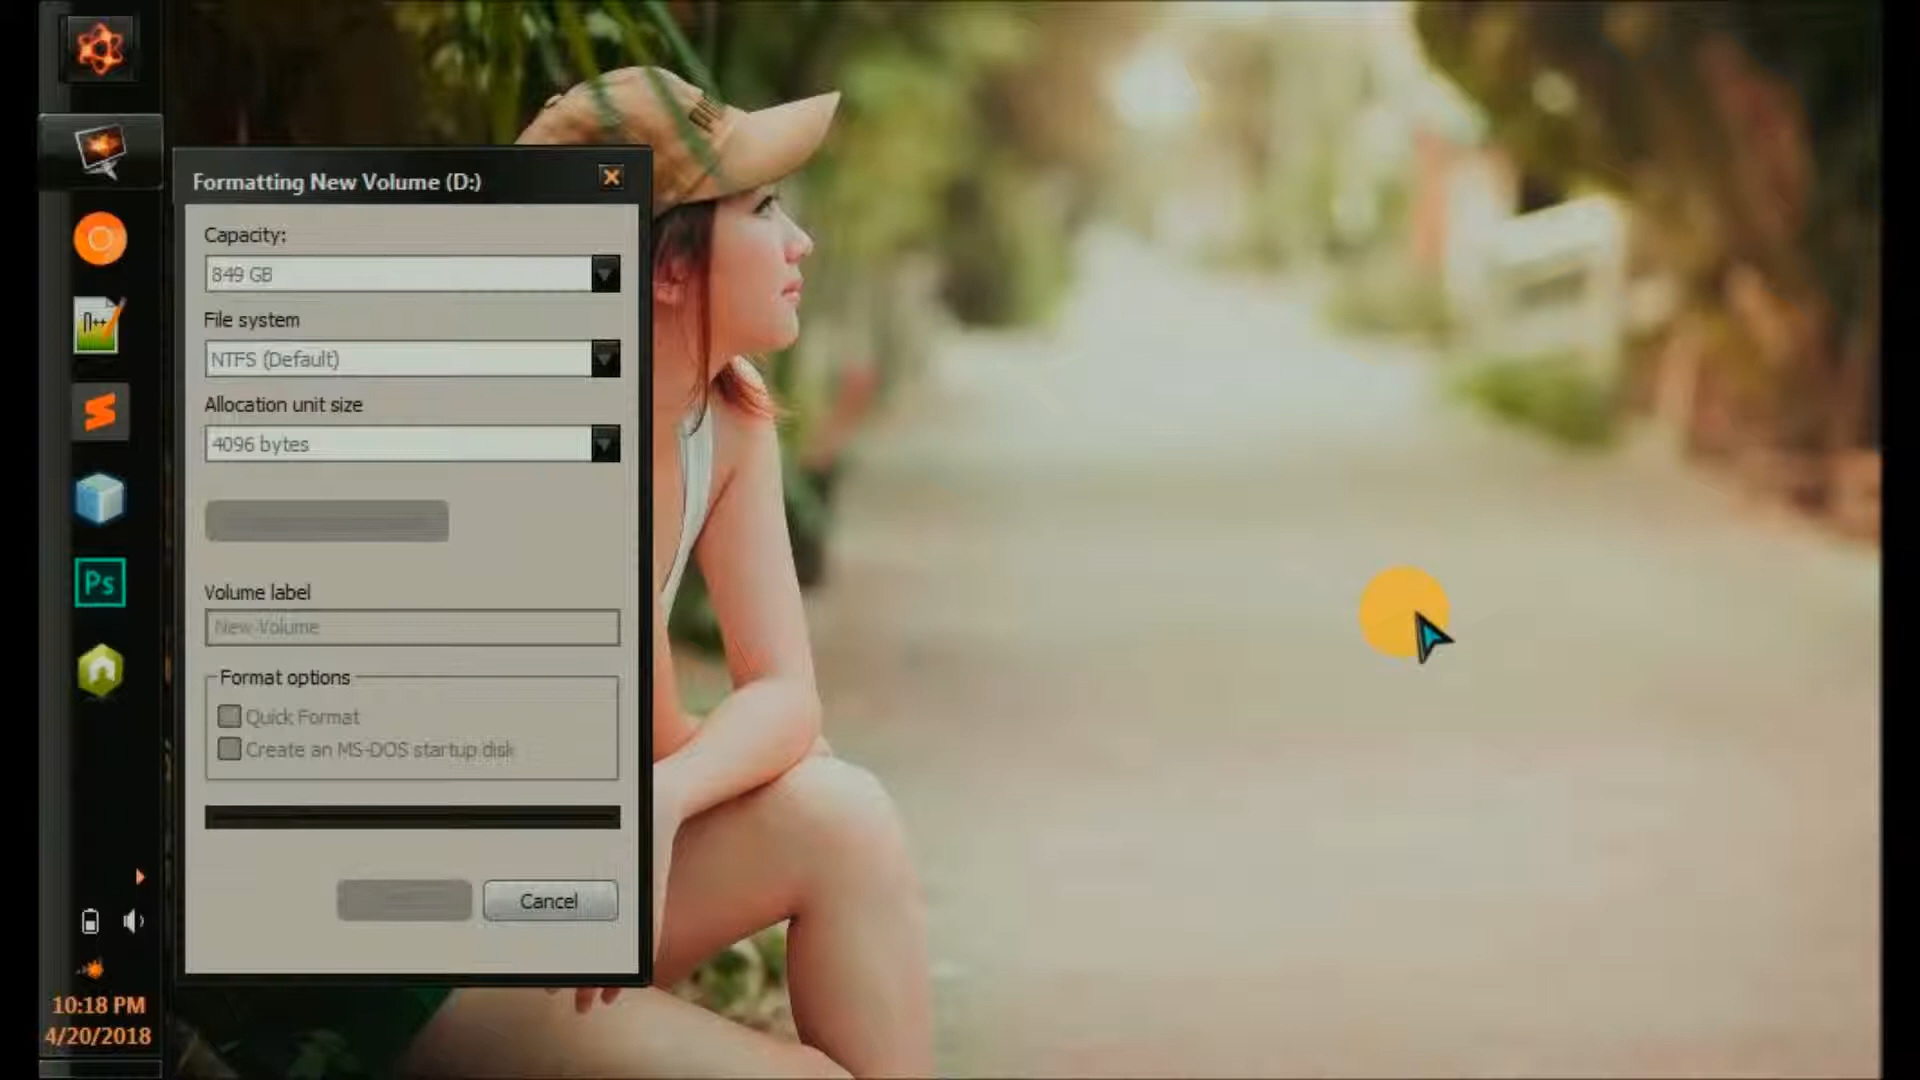 Formatting New Volume (D:)
Capacity:
849 GB
File system
NTFS (Default)
n++
Allocation unit size
4096 bytes
Ps
Volume label
New Volume
Format options
Quick Format
Create an MS-DOS startup disk
Cancel
10:18 PM
4/20/2018